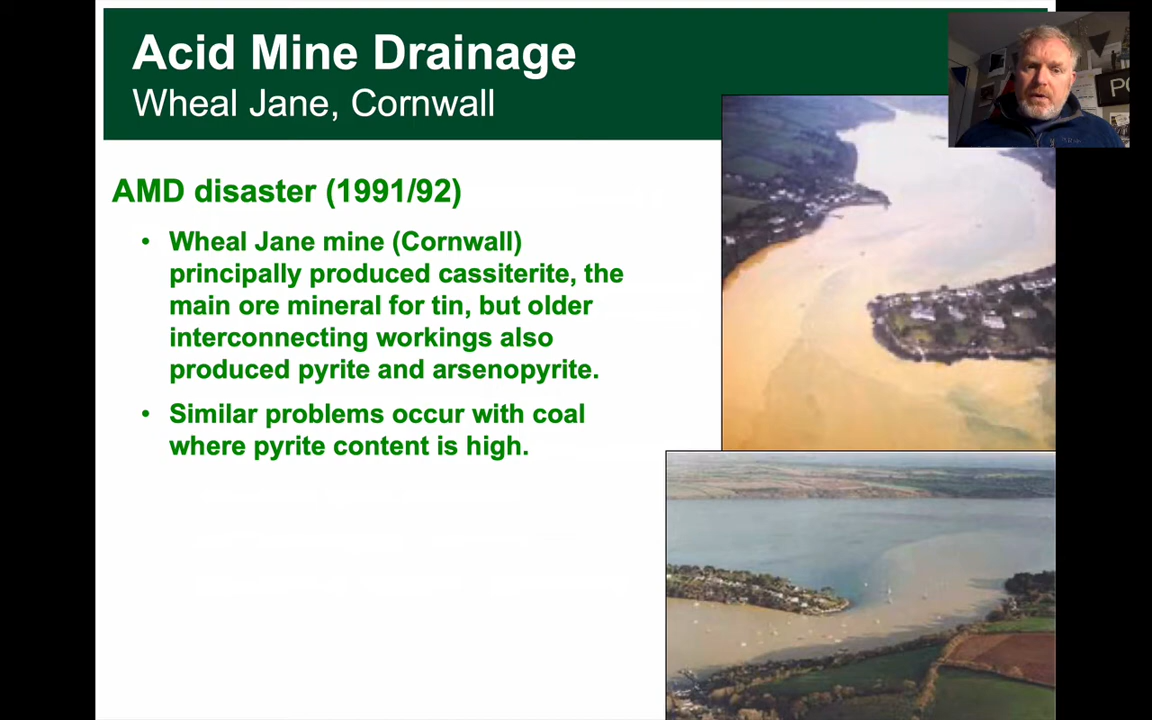 Acid Mine Drainage
Wheal Jane, Cornwall
AMD disaster (1991/92)
• Wheal Jane mine (Cornwall)
principally produced cassiterite, the
main ore mineral for tin, but older
interconnecting workings also
produced pyrite and arsenopyrite.
• Similar problems occur with coal
where pyrite content is high.